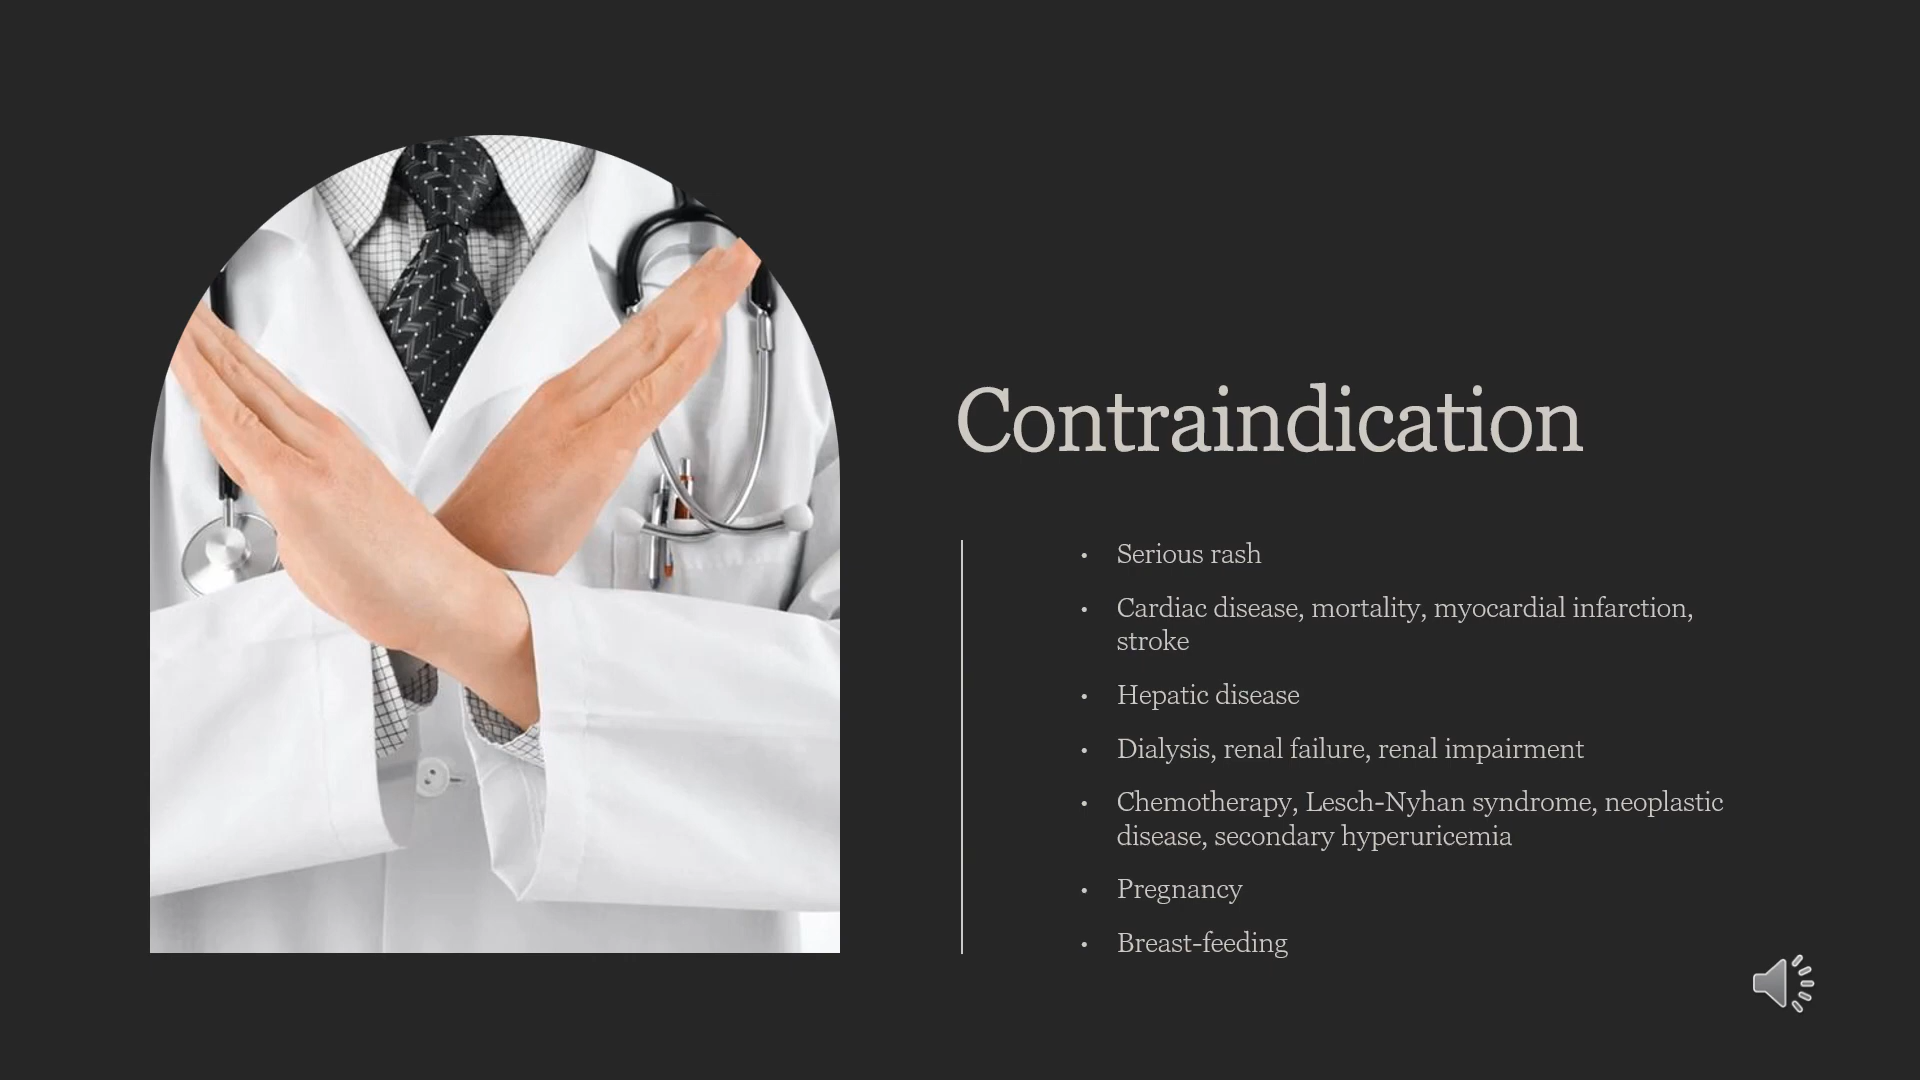 Contraindication
• Serious rash
• Cardiac disease, mortality, myocardial infarction,
stroke
• Hepatic disease
• Dialysis, renal failure, renal impairment
• Chemotherapy, Lesch-Nyhan syndrome, neoplastic
disease, secondary hyperuricemia
• Pregnancy
• Breast-feeding